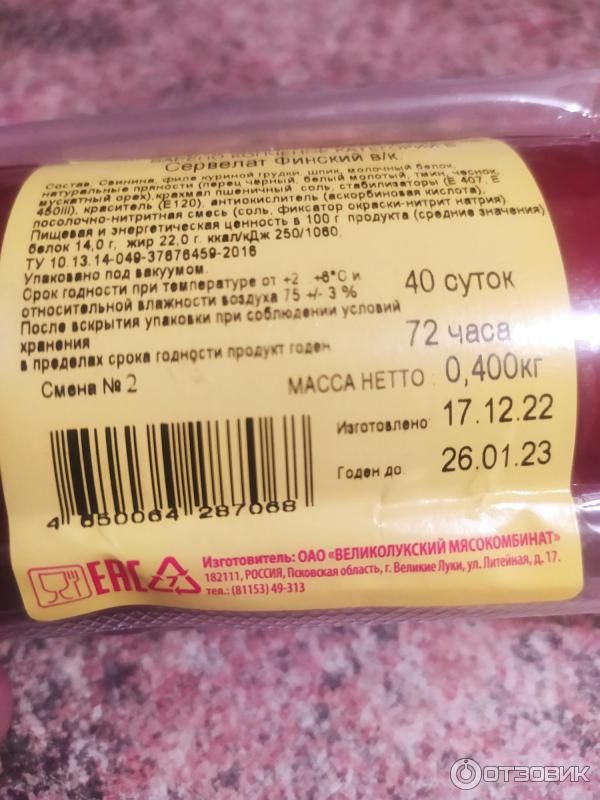 Сервелат Финский в/к.
Состав. Свинина, филе куриной грудки, шпик, молочный белок,
натуральные пряности (перец черный, белый молотый, тмин, чеснок,
мускатный орех), крахмал пшеничный соль, стабилизаторы (Е 407, Е
450iii), краситель (Е120), антиокислитель (аскорбиновая кислота),
посолочно-нитритная смесь (соль, фиксатор окраски-нитрит натрия)
Пищевая и энергетическая ценность в 100 г продукта (средние значения)
белок 14,0 г, жир 22,0 г. ккал/кДж 250/1060.
ТУ 10.13.14-049-37676459-2016
Упаковано под вакуумом.
Срок годности при температуре от +2 +6°С и
относительной влажности воздуха 75 +/- 3 %
40 суток
После вскрытия упаковки при соблюдении условий
хранения
в пределах срока годности продукт годен
72 часа
Смена № 2
МАССА НЕТТО : 0,400кг
Изготовлено: 17.12.22
Годен до: 26.01.23
4 650064 287068
EAC
7
Изготовитель: ОАО «ВЕЛИКОЛУКСКИЙ МЯСОКОМБИНАТ»
182111, РОССИЯ, Псковская область, г. Великие Луки, ул. Литейная, д. 17.
тел.: (81153) 49-313
ОТЗОВИК